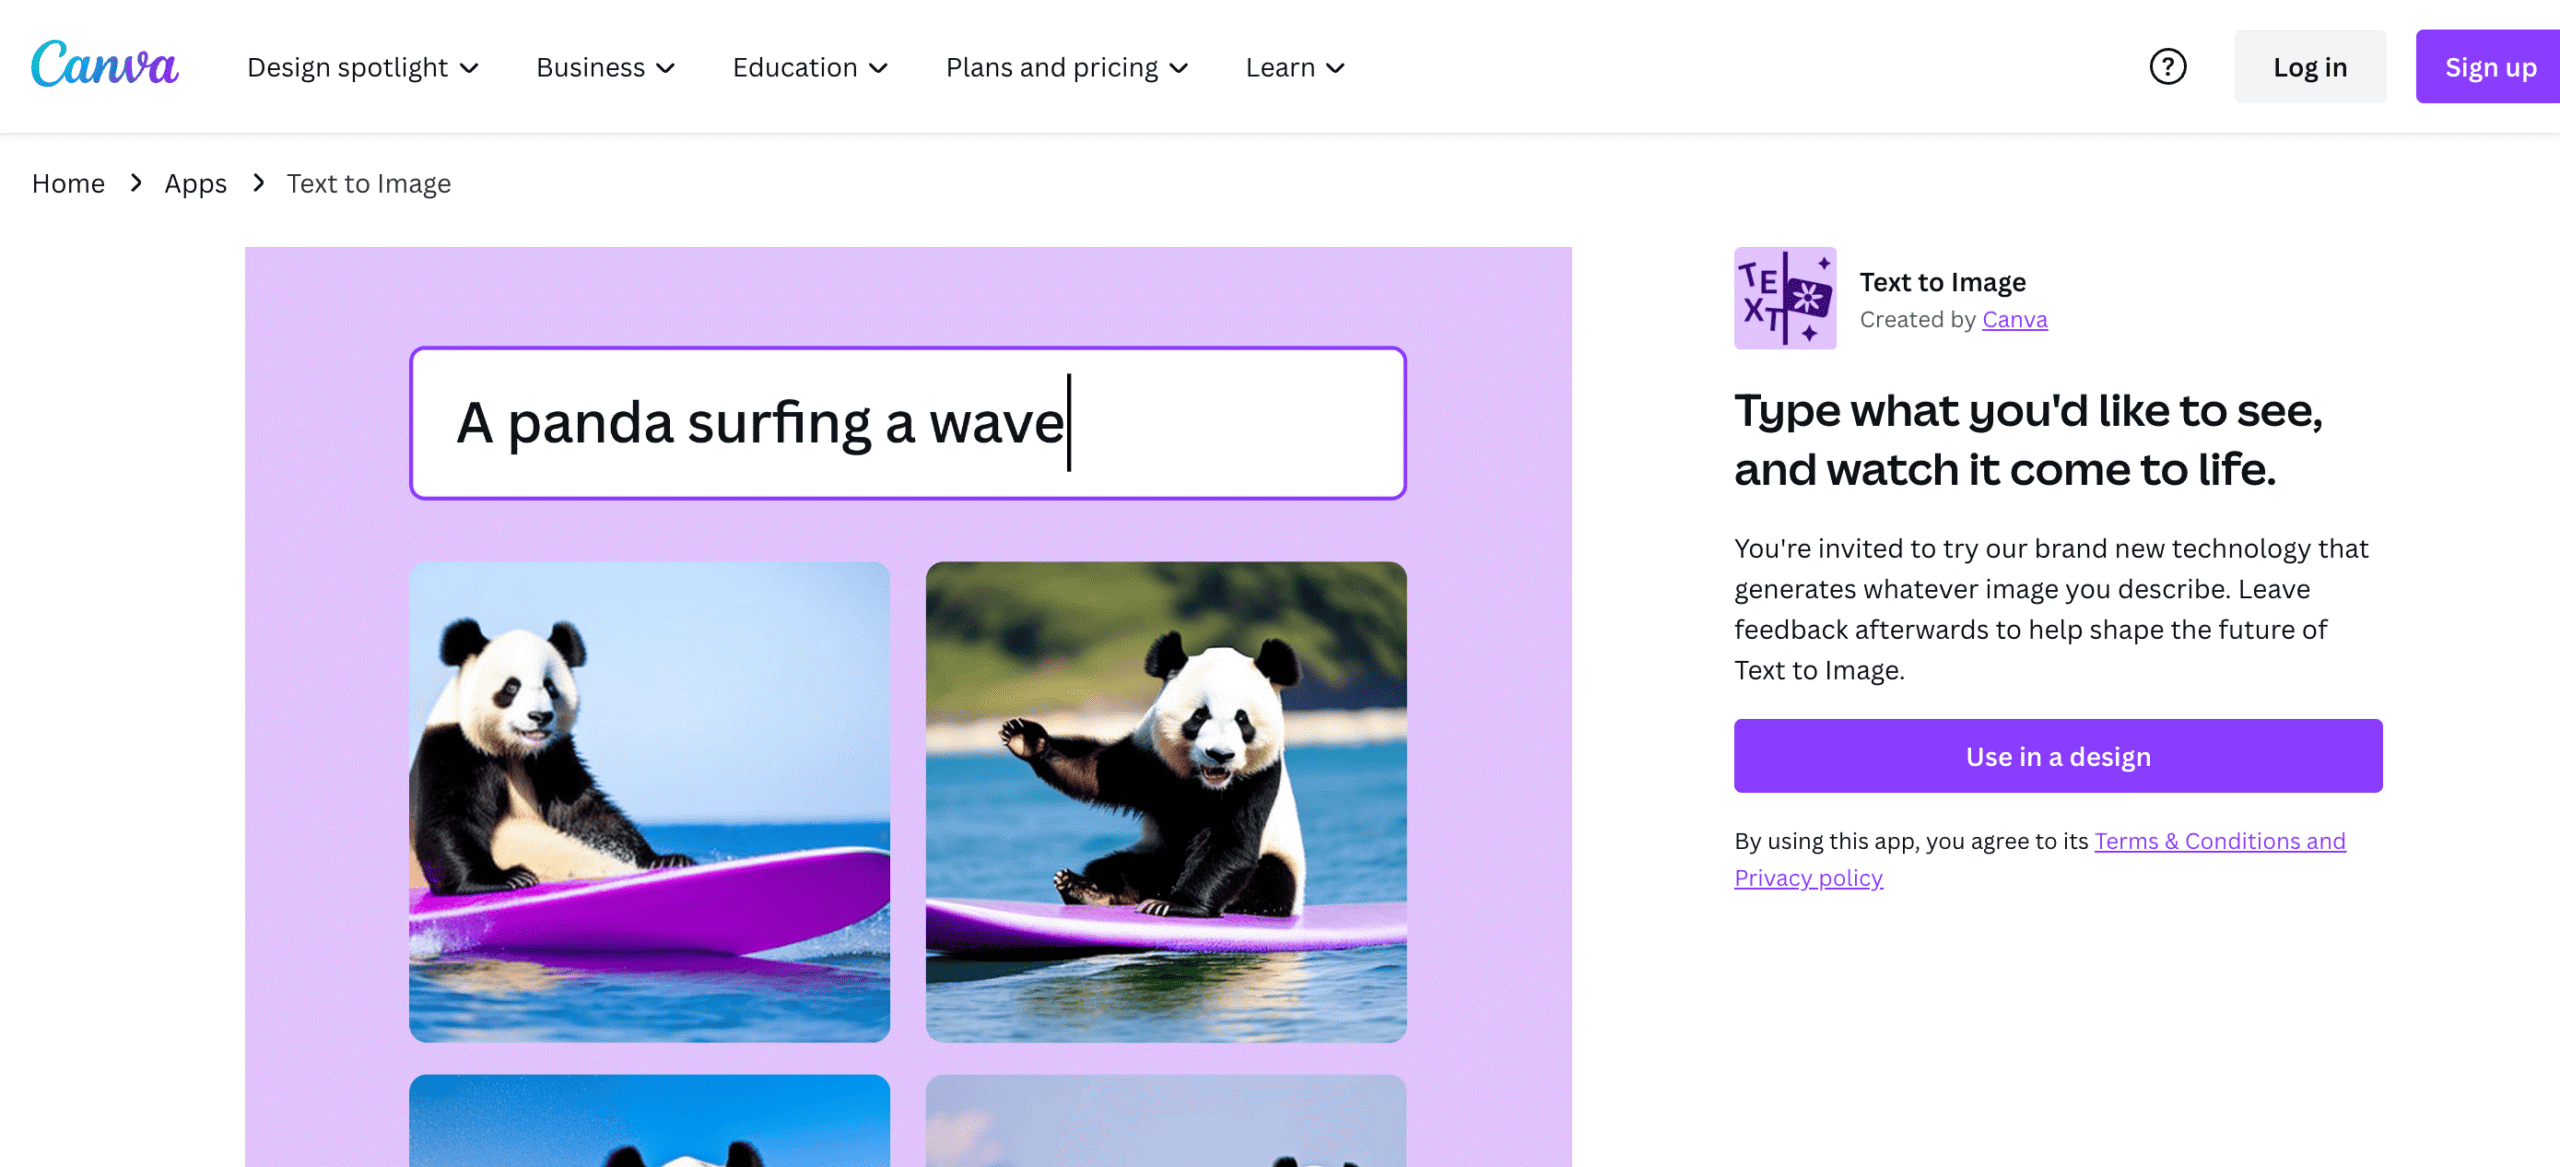 Canva
Design spotlight
Business
Education
Plans and pricing
Learn
?
Log in
Sign up
Home > Apps > Text to Image
A panda surfing a wave
TEXT
Text to Image
Created by Canva
Type what you'd like to see,
and watch it come to life.
You're invited to try our brand new technology that
generates whatever image you describe. Leave
feedback afterwards to help shape the future of
Text to Image.
Use in a design
By using this app, you agree to its Terms & Conditions and
Privacy policy